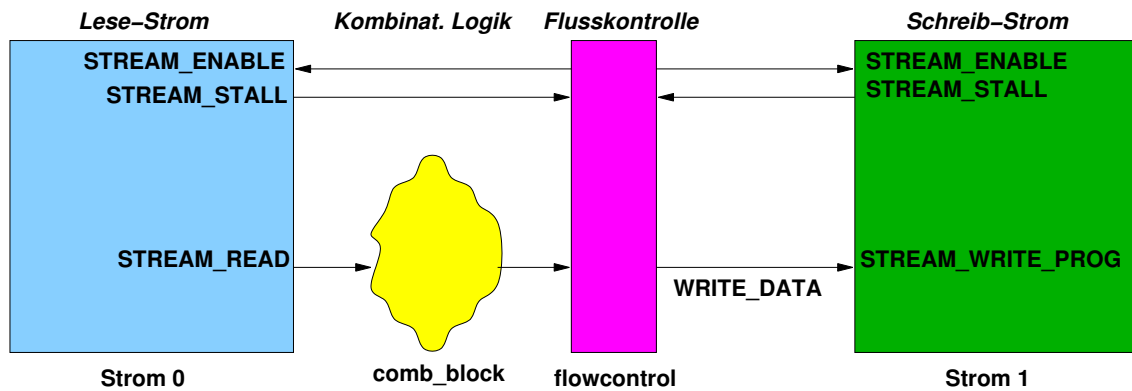 Lese−Strom
Kombinat. Logik
Flusskontrolle
Schreib−Strom
STREAM_ENABLE
STREAM_ENABLE
STREAM_STALL
STREAM_STALL
STREAM_READ
STREAM_WRITE_PROG
WRITE_DATA
Strom 0
comb_block
flowcontrol
Strom 1